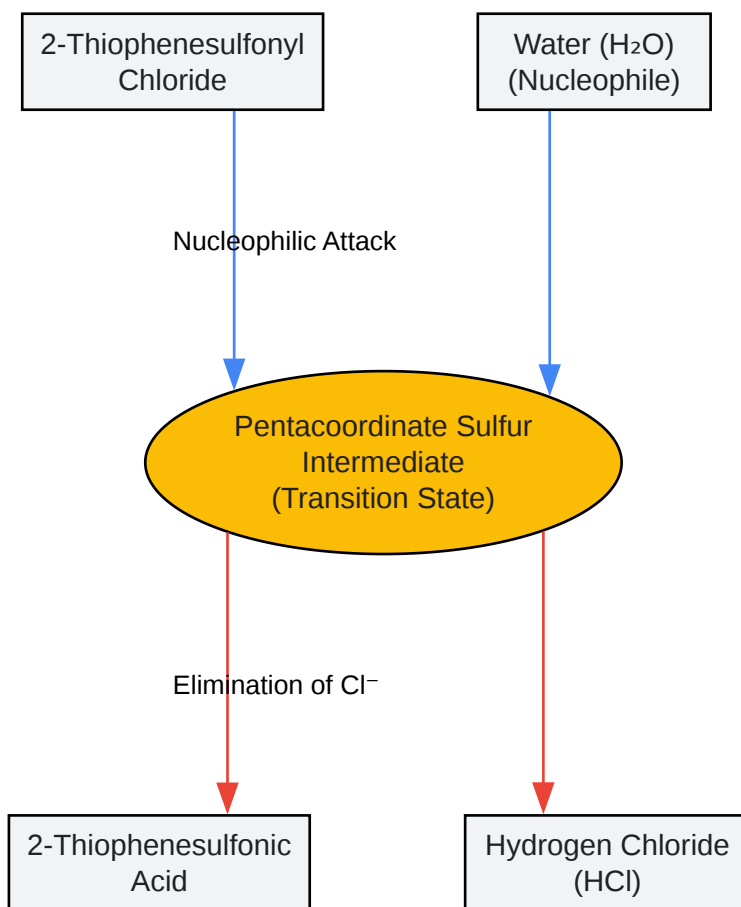 2-Thiophenesulfonyl
Chloride
Water (H₂O)
(Nucleophile)
Nucleophilic Attack
Pentacoordinate Sulfur
Intermediate
(Transition State)
Elimination of Cl⁻
2-Thiophenesulfonic
Acid
Hydrogen Chloride
(HCl)